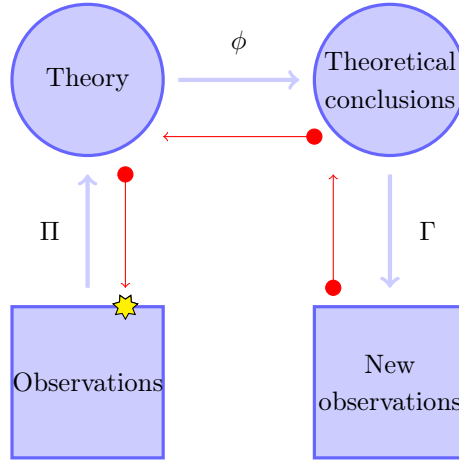 ϕ
Theory
Theoretical
conclusions
Π
Γ
Observations
New
observations